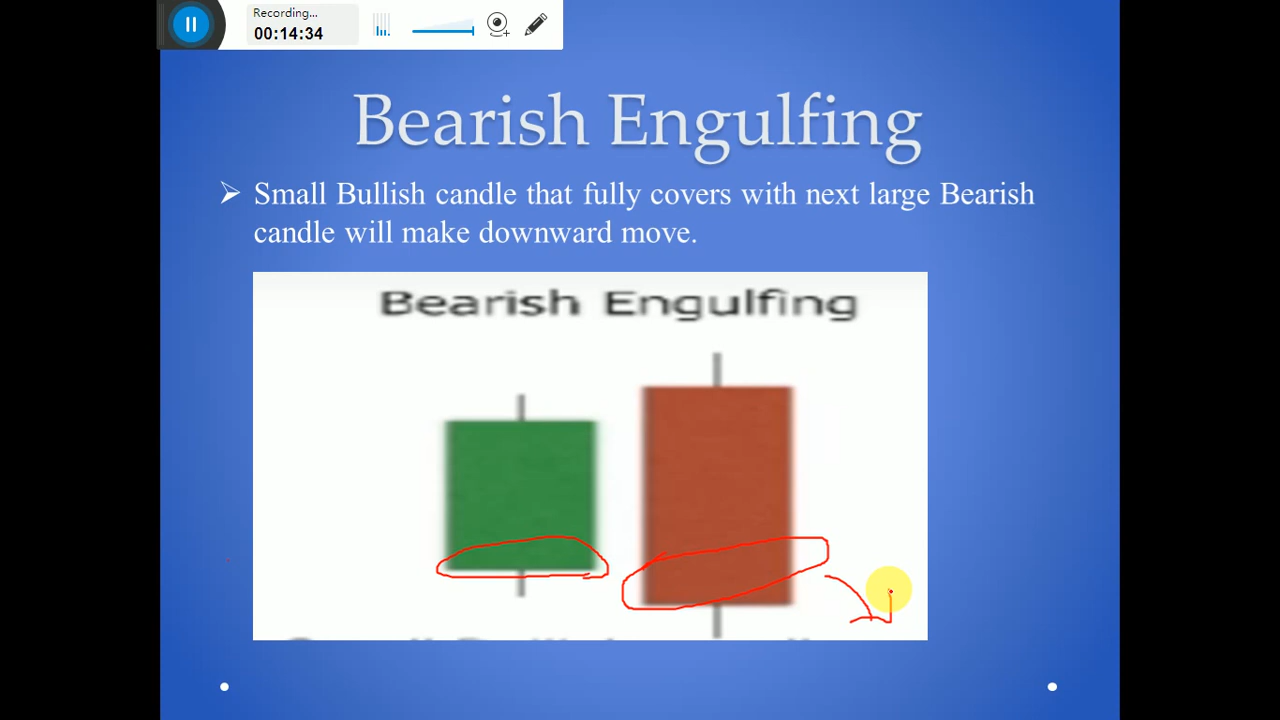 Recording...
00:14:34
Bearish Engulfing
Small Bullish candle that fully covers with next large Bearish
candle will make downward move.
Bearish Engulfing